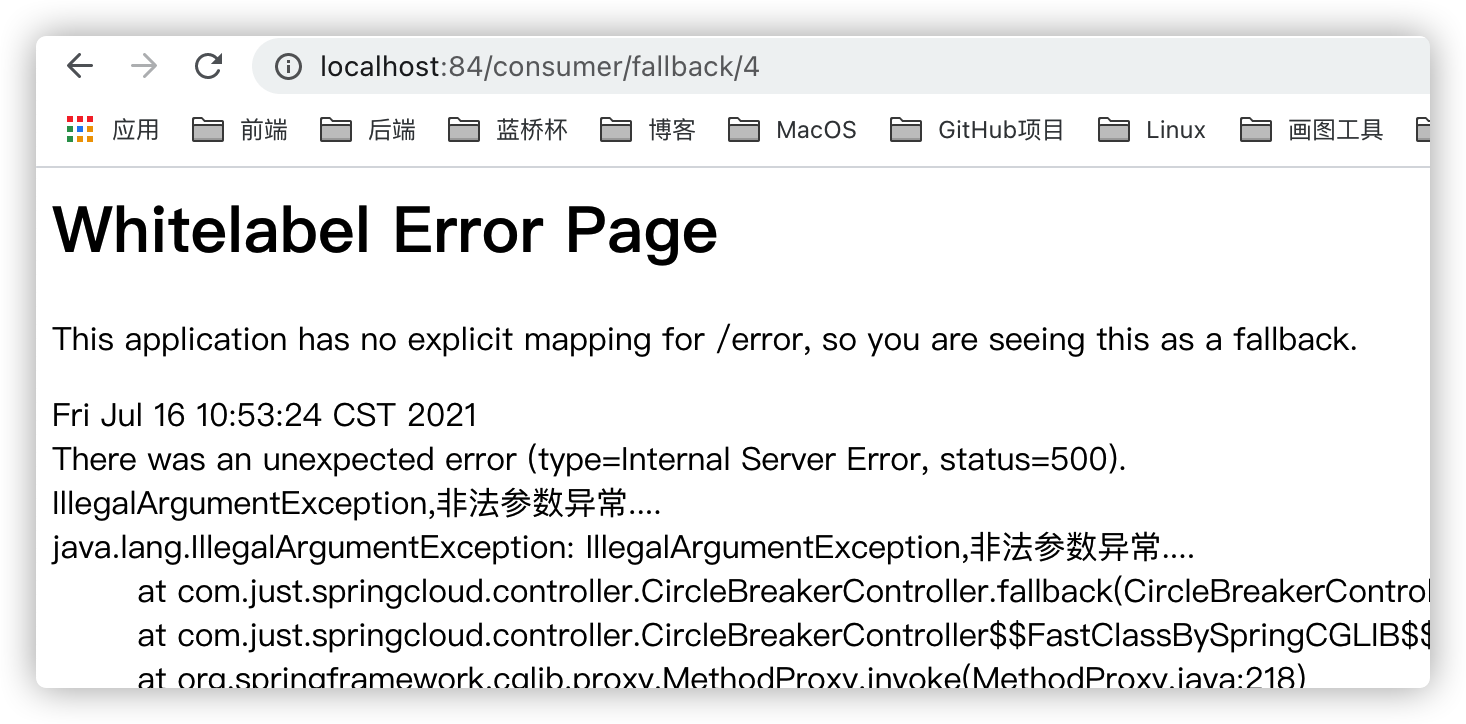 localhost:84/consumer/fallback/4
应用 前端 后端 蓝桥杯 博客 MacOS GitHub项目 Linux 画图工具
Whitelabel Error Page
This application has no explicit mapping for /error, so you are seeing this as a fallback.
Fri Jul 16 10:53:24 CST 2021
There was an unexpected error (type=Internal Server Error, status=500).
IllegalArgumentException,非法参数异常....
java.lang.IllegalArgumentException: IllegalArgumentException,非法参数异常....
at com.just.springcloud.controller.CircleBreakerController.fallback(CircleBreakerControl
at com.just.springcloud.controller.CircleBreakerController$$FastClassBySpringCGLIB$$
at org.springframework.cglib.proxy.MethodProxy.invoke(MethodProxy.java:218)